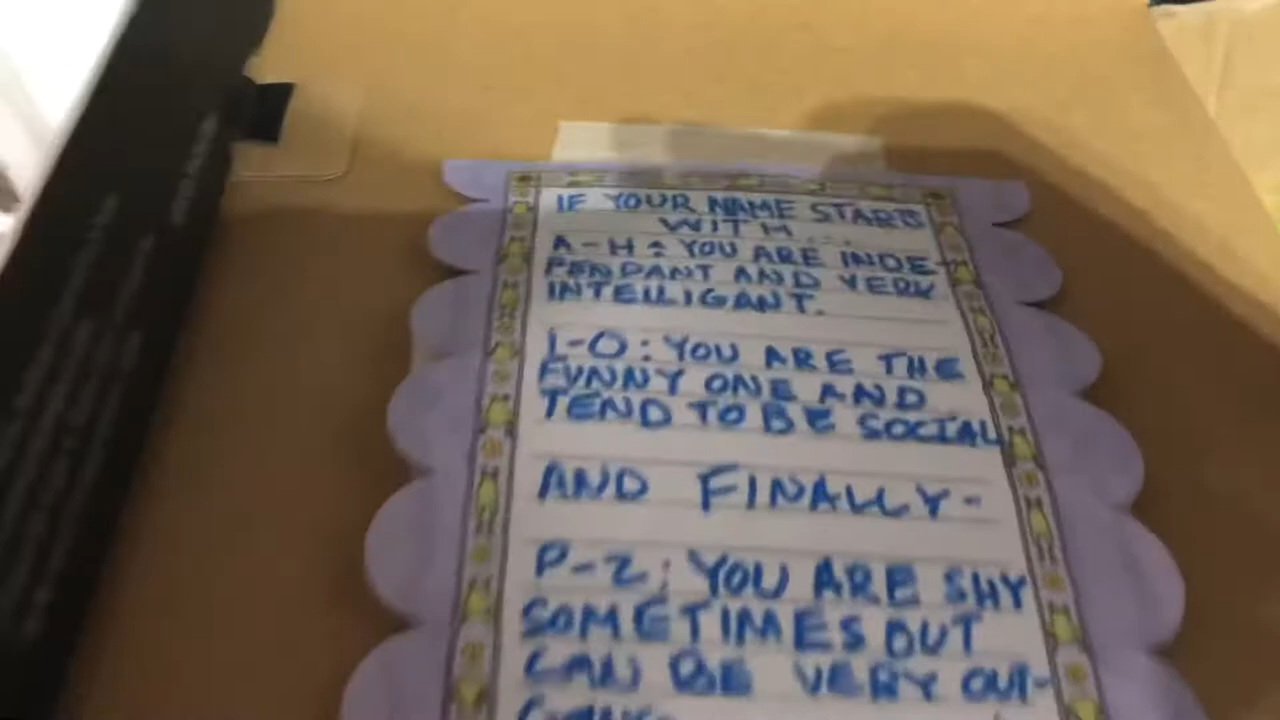 IF YOUR NAME STARTS
WITH...
A-H: YOU ARE INDE-
PENDANT AND VERY
INTELLIGANT.
I-O: YOU ARE THE
FUNNY ONE AND
TEND TO BE SOCIAL
AND FINALLY-
P-Z: YOU ARE SHY
SOMETIMES BUT
CAN BE VERY OUT-